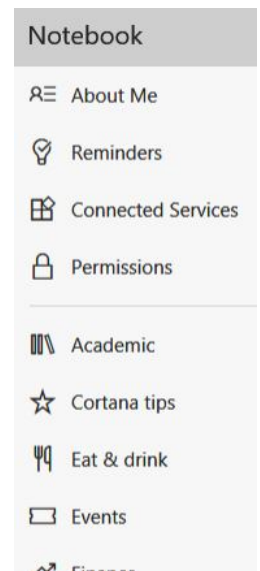 Notebook
About Me
Reminders
Connected Services
Permissions
Academic
Cortana tips
Eat & drink
Events